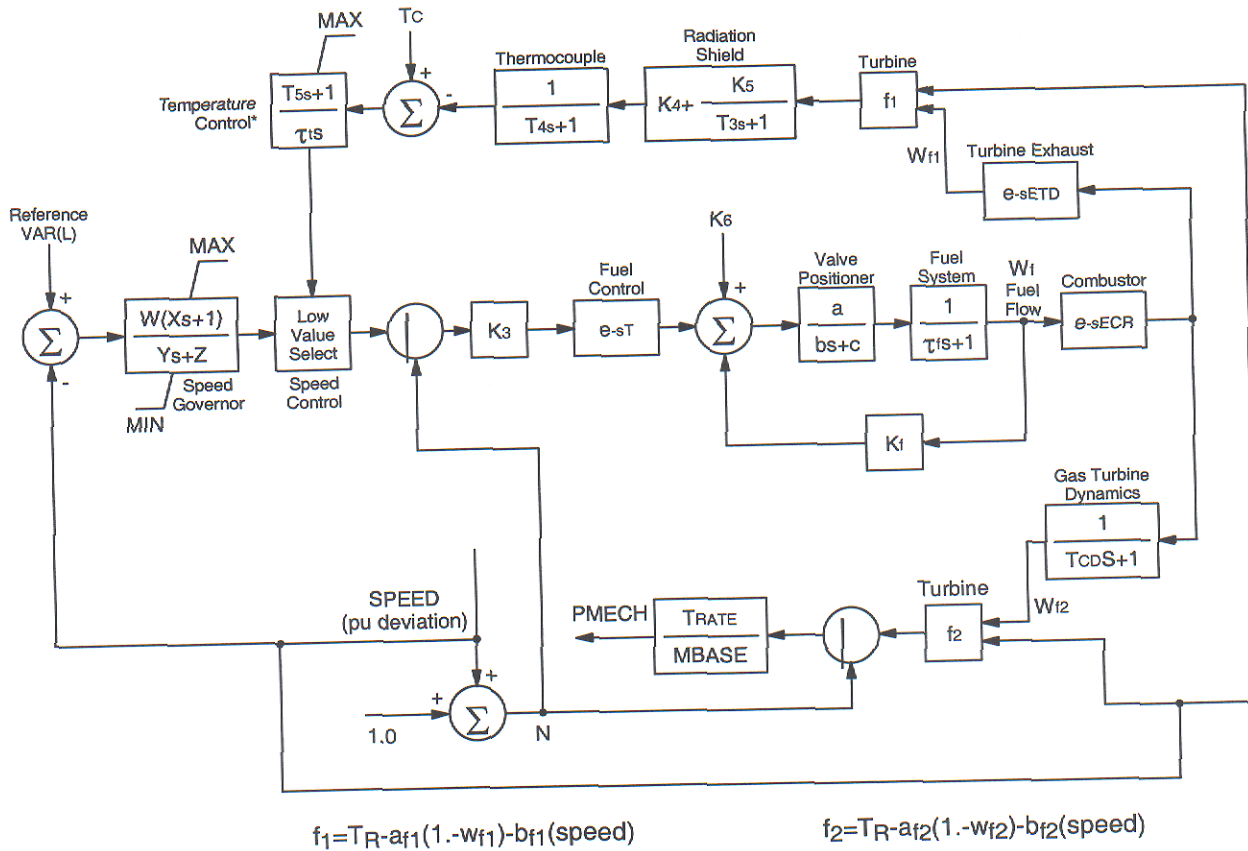 MAX
TC
Thermocouple
Radiation
Shield
Turbine
Temperature
Control*
T5s+1
τts
+
Σ
-
1
T4s+1
K4+ K5
T3s+1
f1
Wf1
Turbine Exhaust
e-sETD
Reference
VAR(L)
MAX
K6
+
Σ
-
W(Xs+1)
Ys+Z
MIN
Speed
Governor
Low
Value
Select
Speed
Control
K3
Fuel
Control
e-sT
+
Σ
Valve
Positioner
a
bs+c
Fuel
System
1
τfs+1
Wf
Fuel
Flow
Combustor
e-sECR
Kf
Gas Turbine
Dynamics
1
TCDS+1
Wf2
SPEED
(pu deviation)
PMECH
TRATE
MBASE
Turbine
f2
+
+
Σ
1.0
N
f1=TR-af1(1.-wf1)-bf1(speed)
f2=TR-af2(1.-wf2)-bf2(speed)